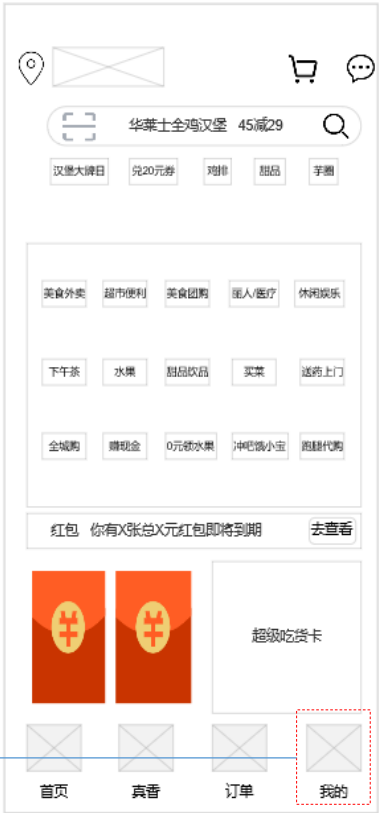 华莱士全鸡汉堡 45减29
汉堡大牌日 兑20元券 鸡排 甜品 芋圈
美食外卖 超市便利 美食团购 丽人/医疗 休闲娱乐
下午茶 水果 甜品饮品 买菜 送药上门
全城购 赚现金 0元领水果 冲吧饿小宝 跑腿代购
红包 你有X张总X元红包即将到期 去查看
超级吃货卡
首页 真香 订单 我的